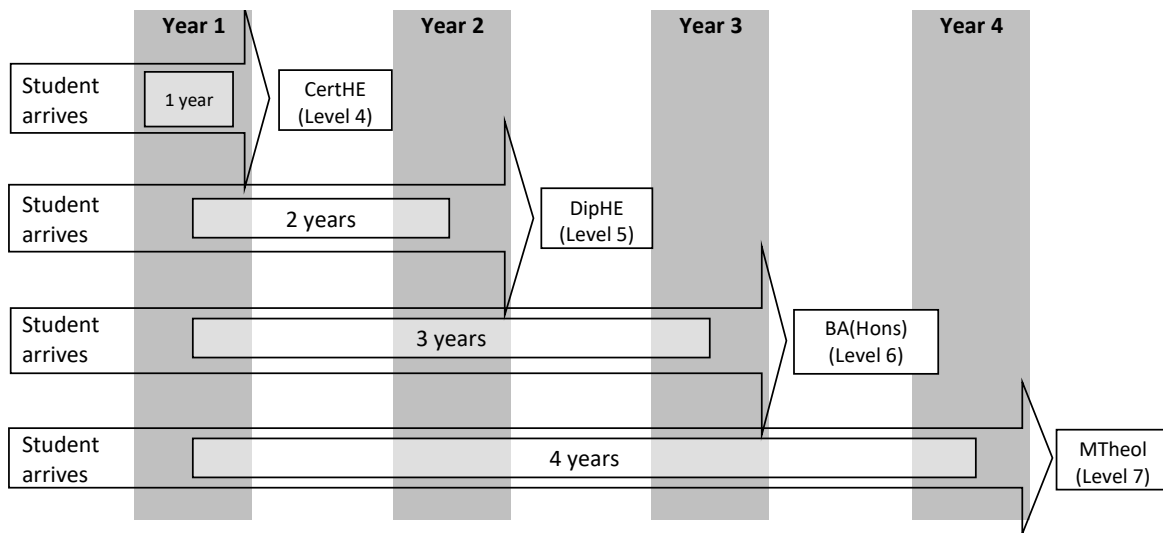 Year 1
Year 2
Year 3
Year 4
Student
arrives
1 year
CertHE
(Level 4)
Student
arrives
2 years
DipHE
(Level 5)
Student
arrives
3 years
BA(Hons)
(Level 6)
Student
arrives
4 years
MTheol
(Level 7)